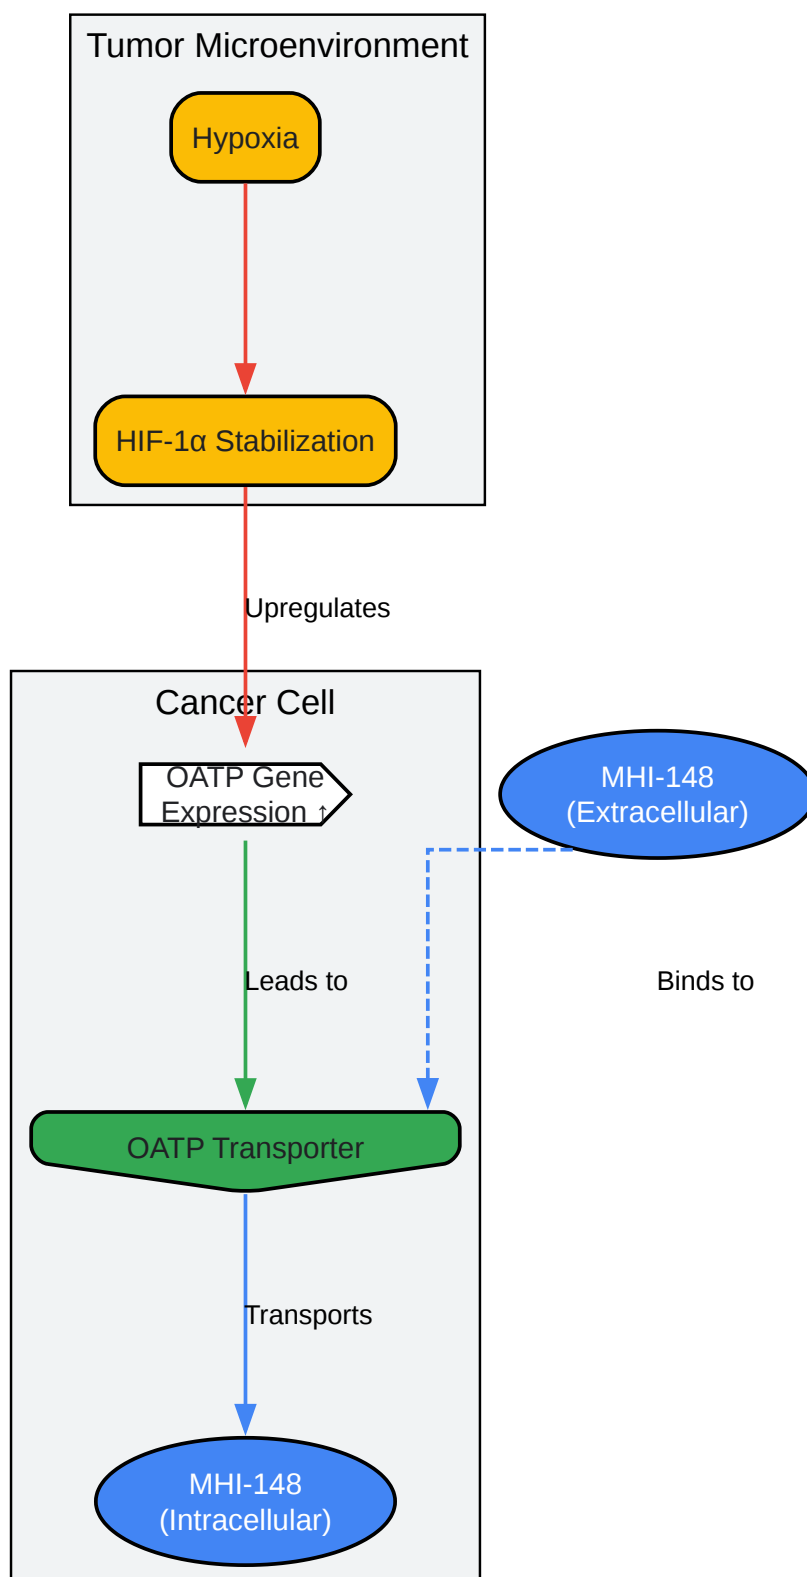 Tumor Microenvironment
Hypoxia
HIF-1α Stabilization
Upregulates
Cancer Cell
OATP Gene
Expression ↑
MHI-148
(Extracellular)
Leads to
Binds to
OATP Transporter
Transports
MHI-148
(Intracellular)